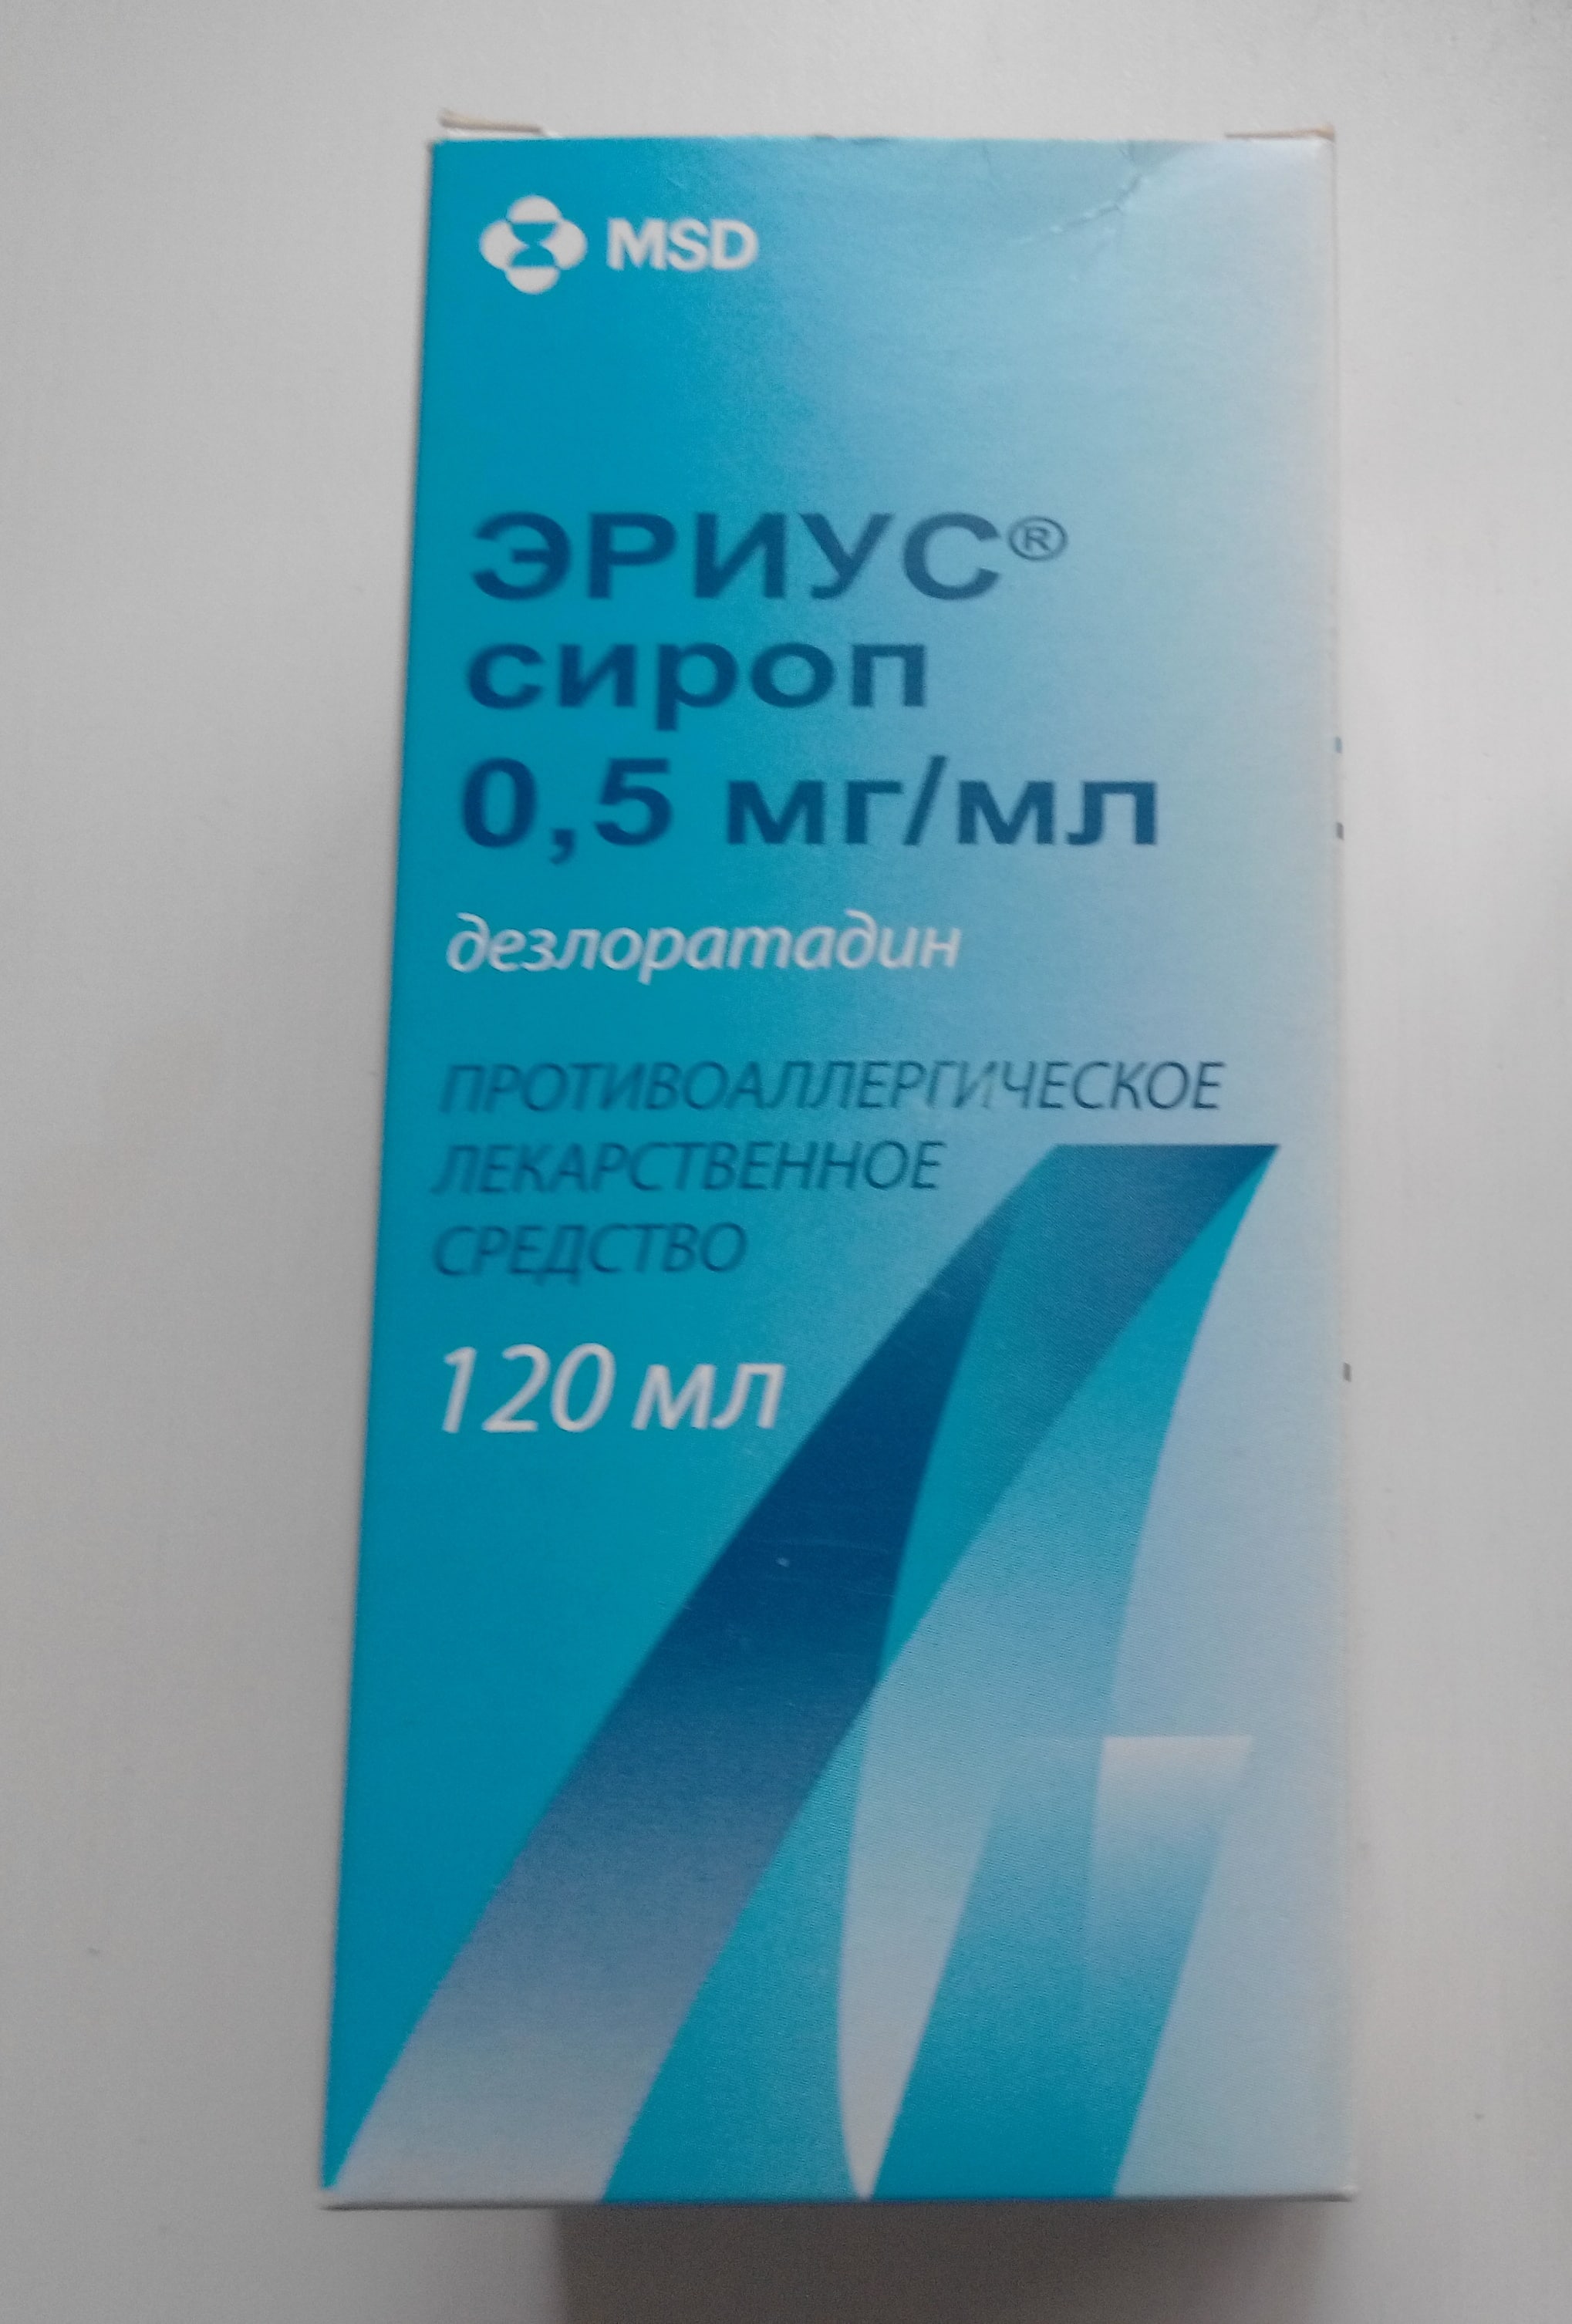 MSD
ЭРИУС®
сироп
0,5 мг/мл
дезлоратадин
ПРОТИВОАЛЛЕРГИЧЕСКОЕ
ЛЕКАРСТВЕННОЕ
СРЕДСТВО
120 мл